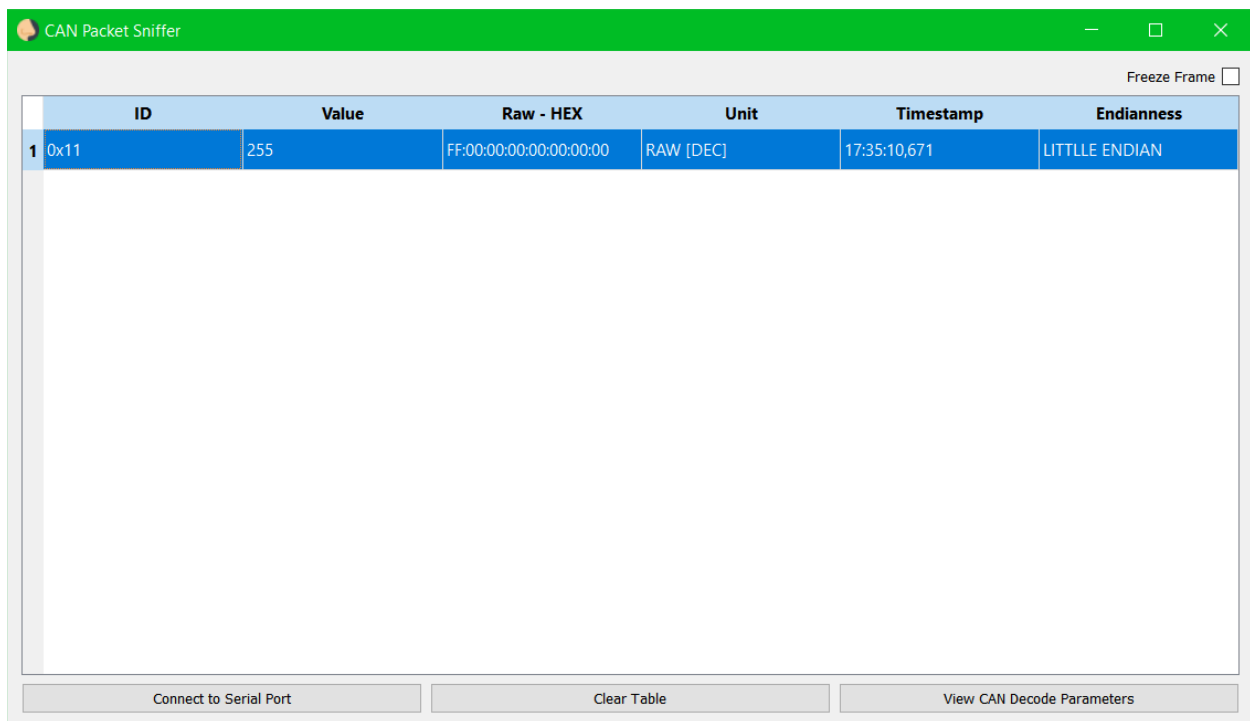 CAN Packet Sniffer
Freeze Frame
ID Value Raw - HEX Unit Timestamp Endianness
1 0x11 255 FF:00:00:00:00:00:00:00 RAW [DEC] 17:35:10,671 LITTLLE ENDIAN
Connect to Serial Port Clear Table View CAN Decode Parameters